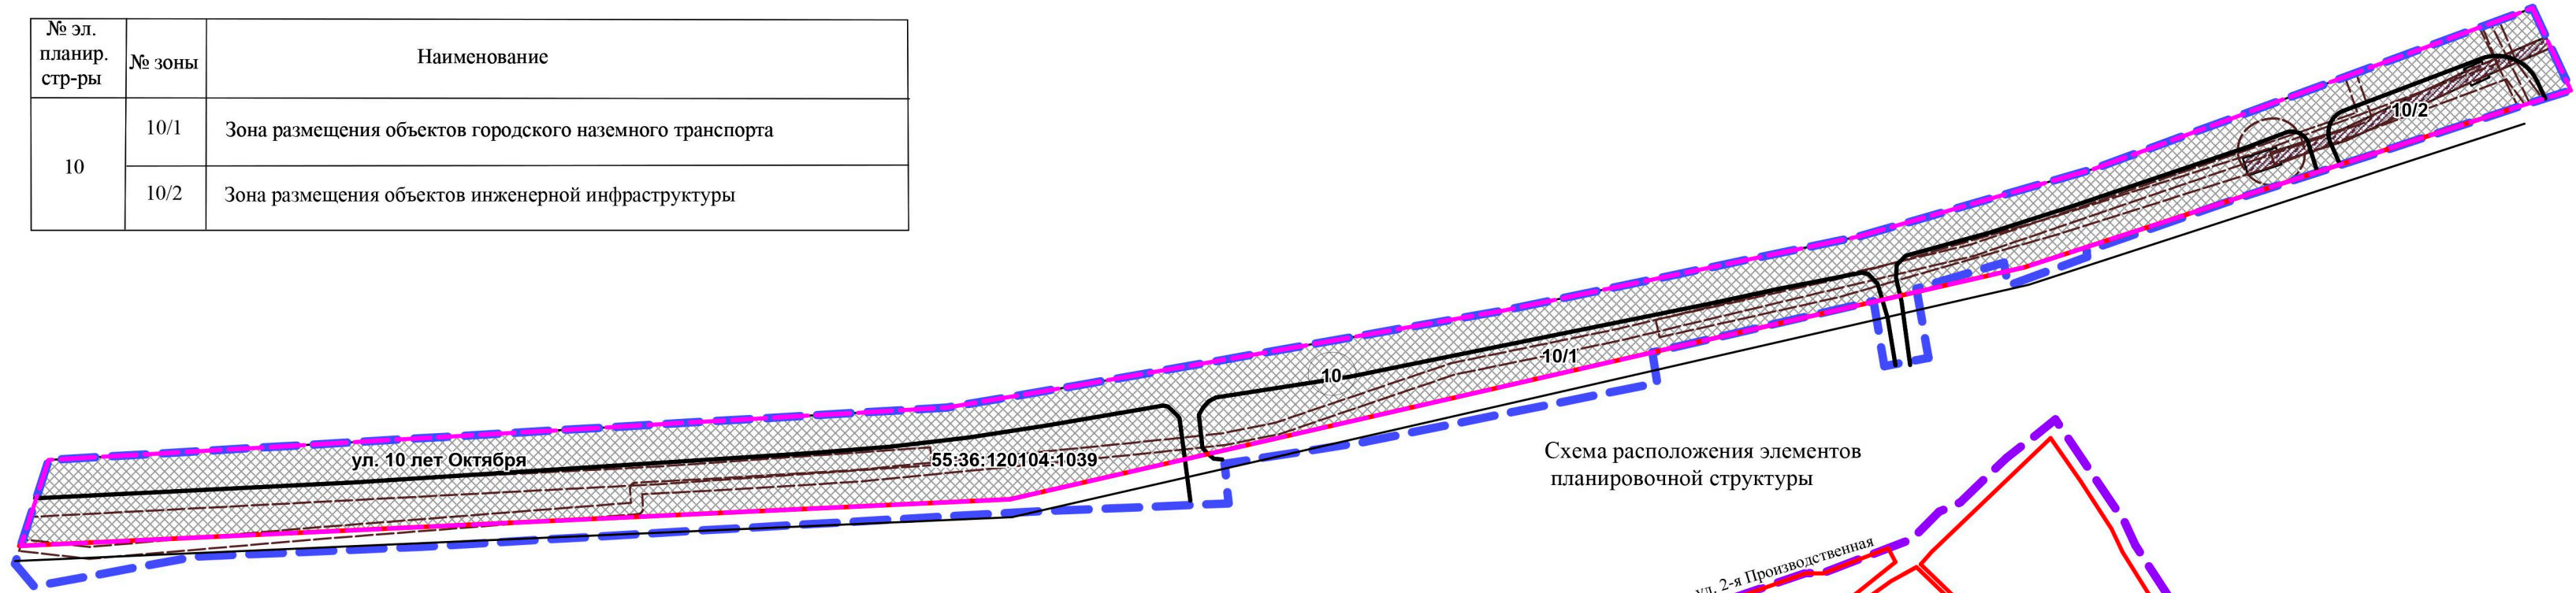 № эл.
планир.
стр-ры
№ зоны
Наименование
10
10/1
Зона размещения объектов городского наземного транспорта
10/2
Зона размещения объектов инженерной инфраструктуры
10/2
10/1
10
ул. 10 лет Октября
55:36:120104:1039
Схема расположения элементов
планировочной структуры
ул. 2-я Производственная